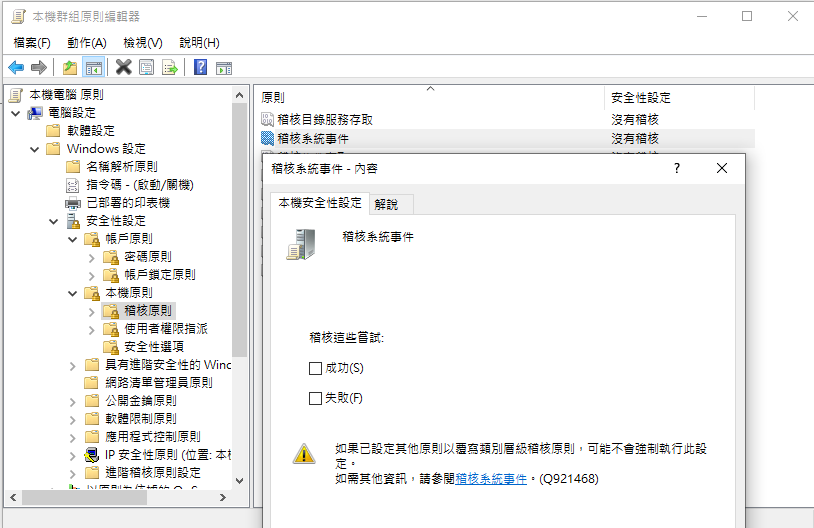 本機群組原則編輯器
檔案(F) 動作(A) 檢視(V) 說明(H)
本機電腦 原則
電腦設定
軟體設定
Windows 設定
名稱解析原則
指令碼 - (啟動/關機)
已部署的印表機
安全性設定
帳戶原則
密碼原則
帳戶鎖定原則
本機原則
稽核原則
使用者權限指派
安全性選項
具有進階安全性的 Winc
網路清單管理員原則
公開金鑰原則
軟體限制原則
應用程式控制原則
IP 安全性原則 (位置: 本機
進階稽核原則設定
原則 安全性設定
稽核目錄服務存取 沒有稽核
稽核系統事件 沒有稽核
稽核系統事件 - 內容
本機安全性設定 解說
稽核系統事件
稽核這些嘗試:
成功(S)
失敗(F)
如果已設定其他原則以覆寫類別層級稽核原則，可能不會強制執行此設
定。
如需其他資訊，請參閱稽核系統事件。(Q921468)